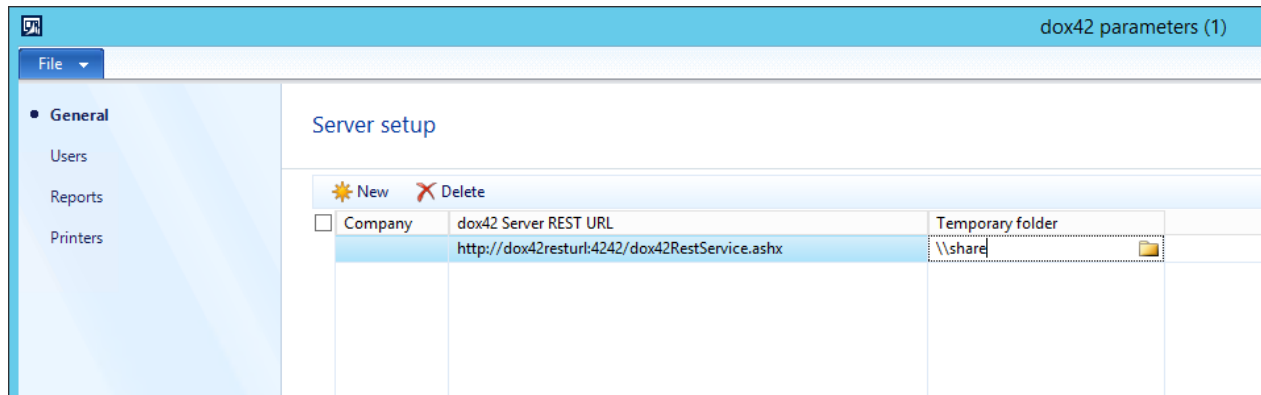 dox42 parameters (1)
File
General
Users
Reports
Printers
Server setup
New Delete
Company dox42 Server REST URL Temporary folder
http://dox42resturl:4242/dox42RestService.ashx \\share